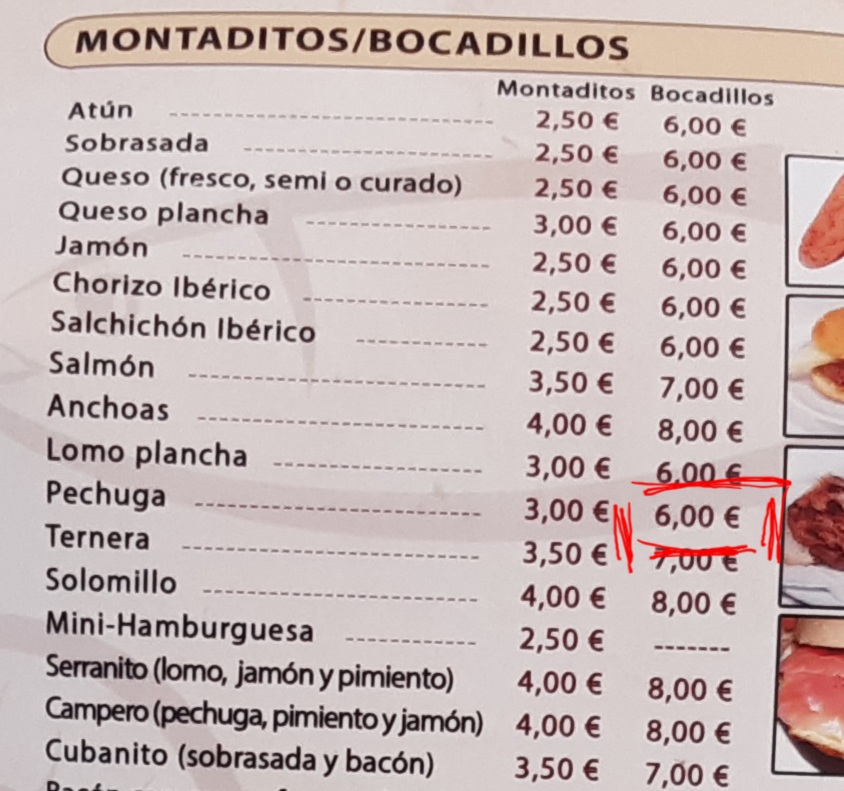 MONTADITOS/BOCADILLOS
Montaditos Bocadillos
Atún 2,50 € 6,00 €
Sobrasada 2,50 € 6,00 €
Queso (fresco, semi o curado) 2,50 € 6,00 €
Queso plancha 3,00 € 6,00 €
Jamón 2,50 € 6,00 €
Chorizo Ibérico 2,50 € 6,00 €
Salchichón Ibérico 2,50 € 6,00 €
Salmón 3,50 € 7,00 €
Anchoas 4,00 € 8,00 €
Lomo plancha 3,00 € 6,00 €
Pechuga 3,00 € 6,00 €
Ternera 3,50 € 7,00 €
Solomillo 4,00 € 8,00 €
Mini-Hamburguesa 2,50 € -------
Serranito (lomo, jamón y pimiento) 4,00 € 8,00 €
Campero (pechuga, pimiento y jamón) 4,00 € 8,00 €
Cubanito (sobrasada y bacón) 3,50 € 7,00 €